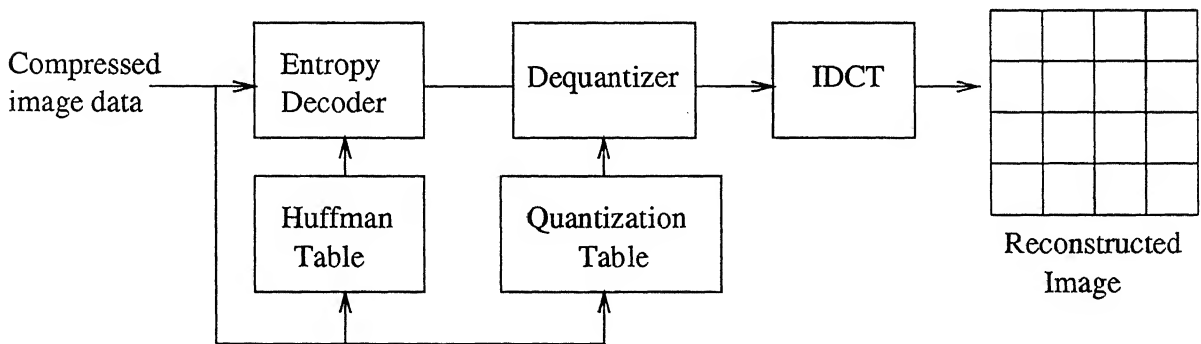 Compressed
image data
Entropy
Decoder
Dequantizer
IDCT
Huffman
Table
Quantization
Table
Reconstructed
Image